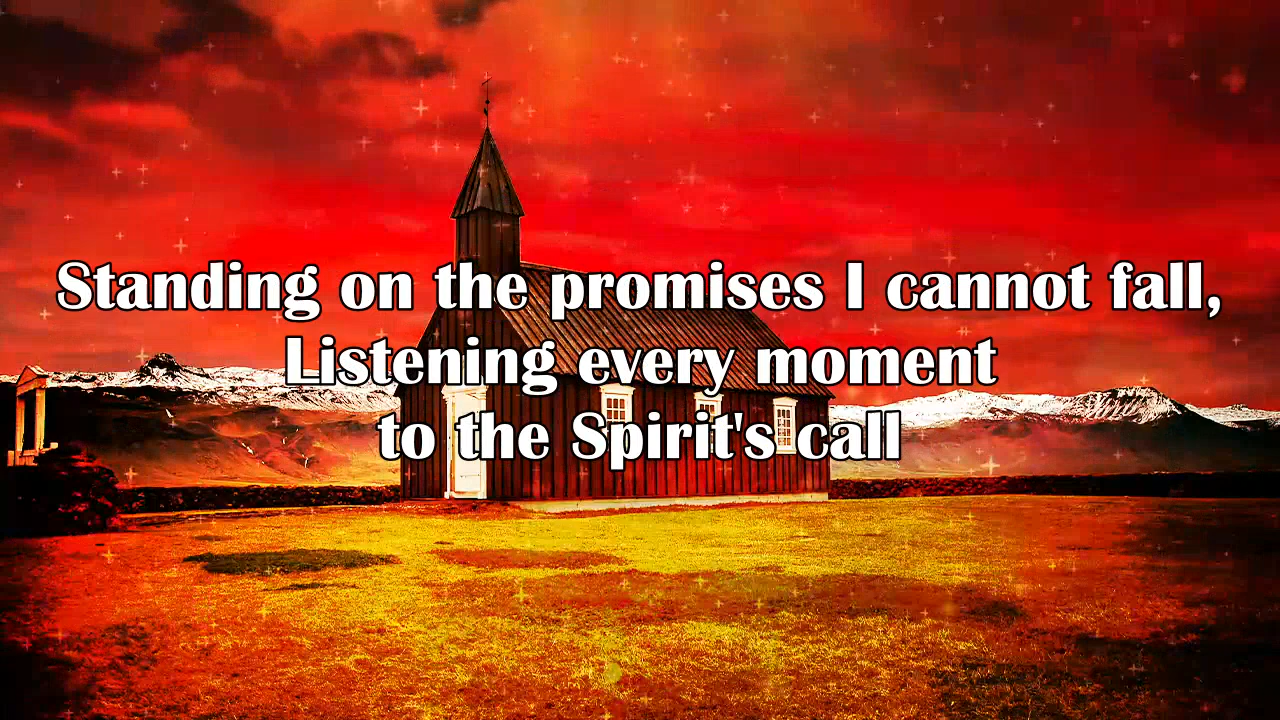 Standing on the promises I cannot fall,
Listening every moment
to the Spirit's call